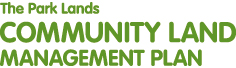 The Park Lands
COMMUNITY LAND
MANAGEMENT PLAN